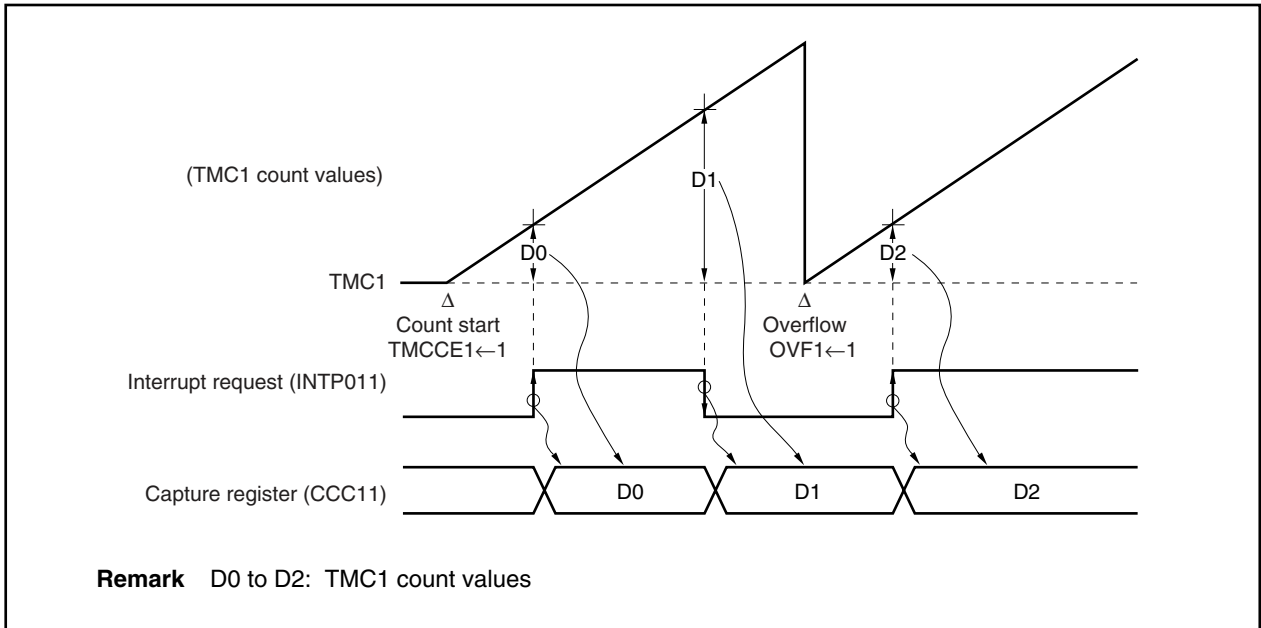 (TMC1 count values)
D1
D0
D2
TMC1
Δ
Δ
Count start
TMCCE1←1
Overflow
OVF1←1
Interrupt request (INTP011)
Capture register (CCC11)
D0
D1
D2
Remark D0 to D2: TMC1 count values